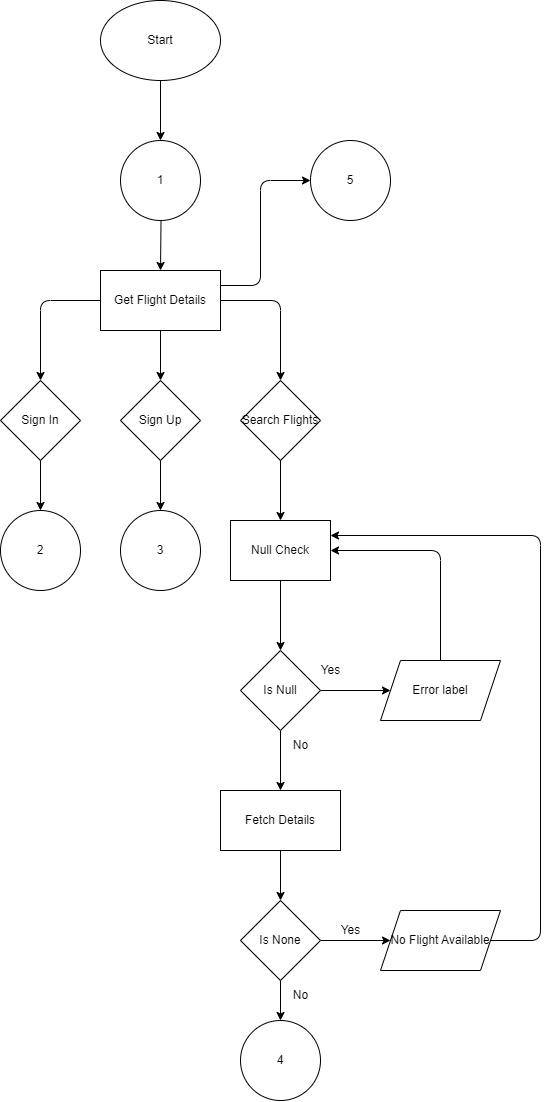 Start
1
5
Get Flight Details
Sign In
Sign Up
Search Flights
2
3
Null Check
Is Null
Yes
Error label
No
Fetch Details
Is None
Yes
No Flight Available
No
4